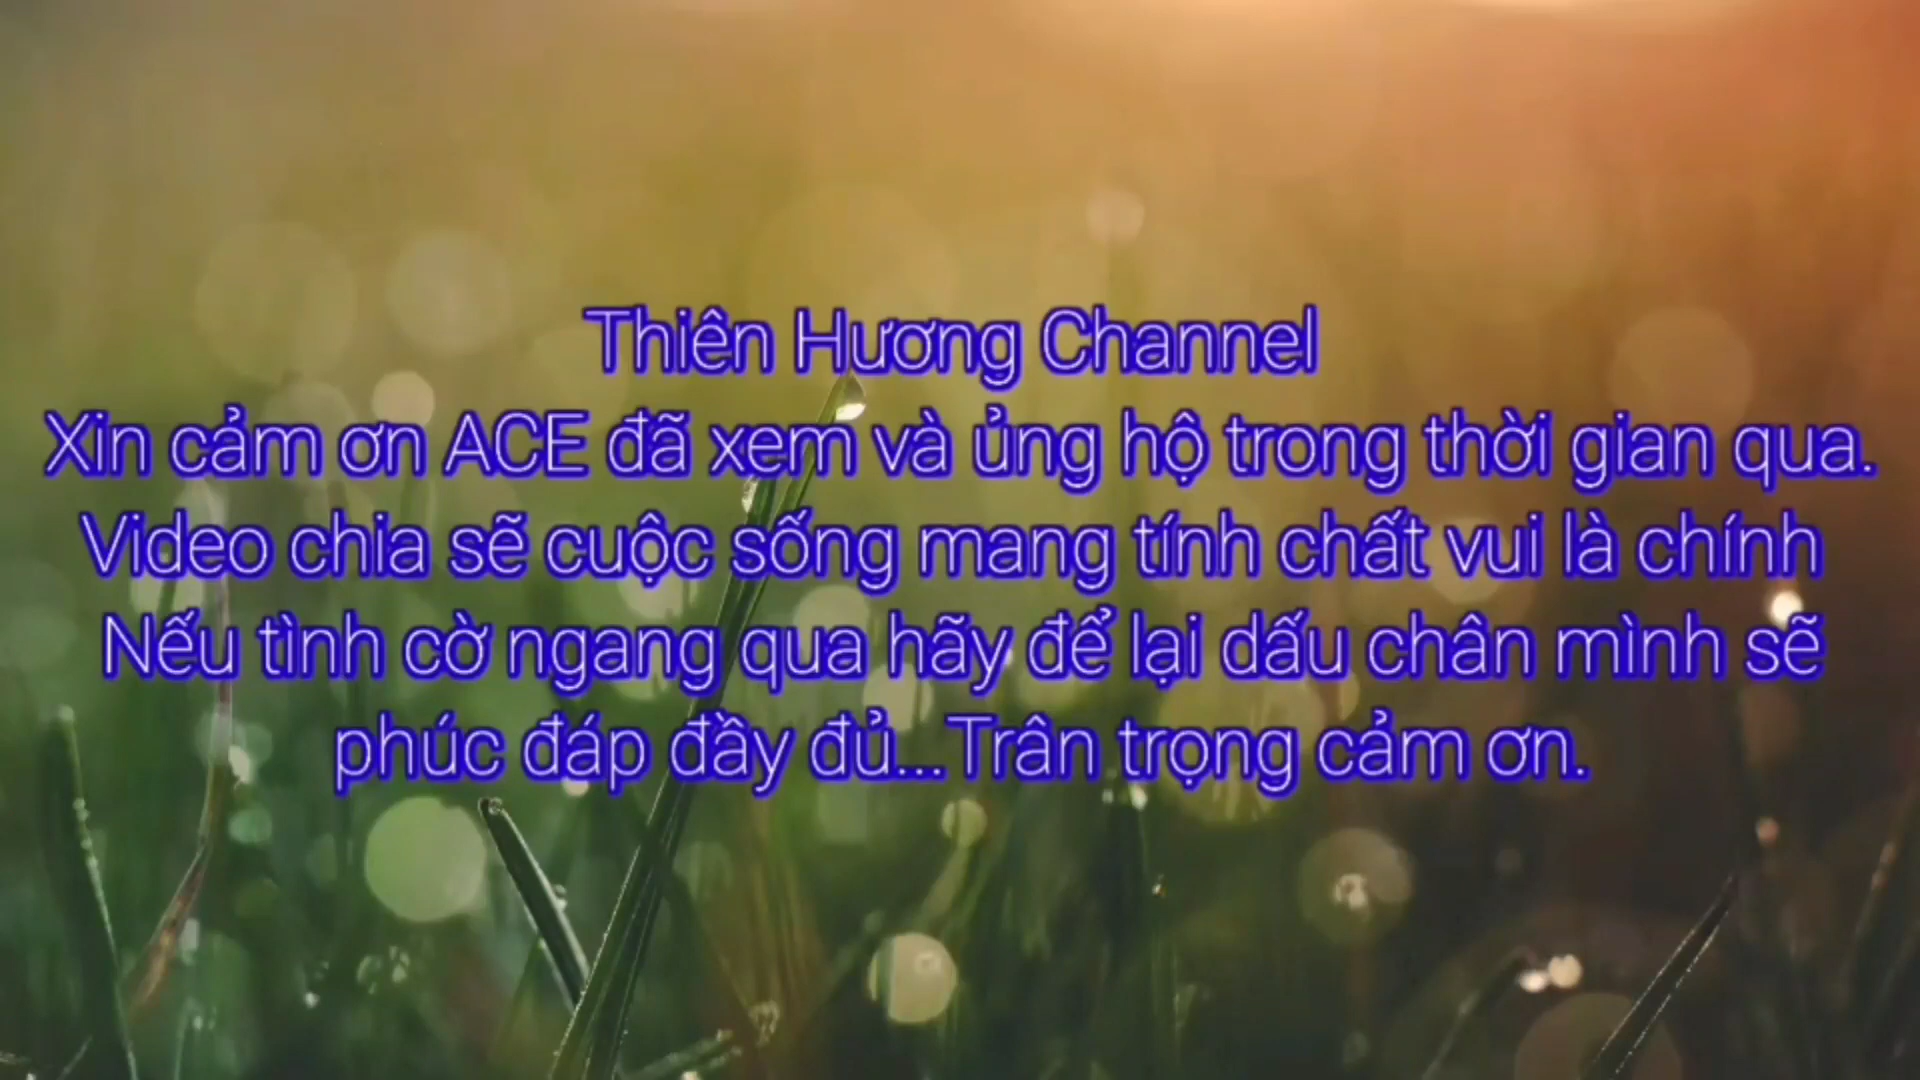 Thiên Hương Channel
Xin cảm ơn ACE đã xem và ủng hộ trong thời gian qua.
Video chia sẽ cuộc sống mang tính chất vui là chính
Nếu tình cờ ngang qua hãy để lại dấu chân mình sẽ
phúc đáp đầy đủ...Trân trọng cảm ơn.